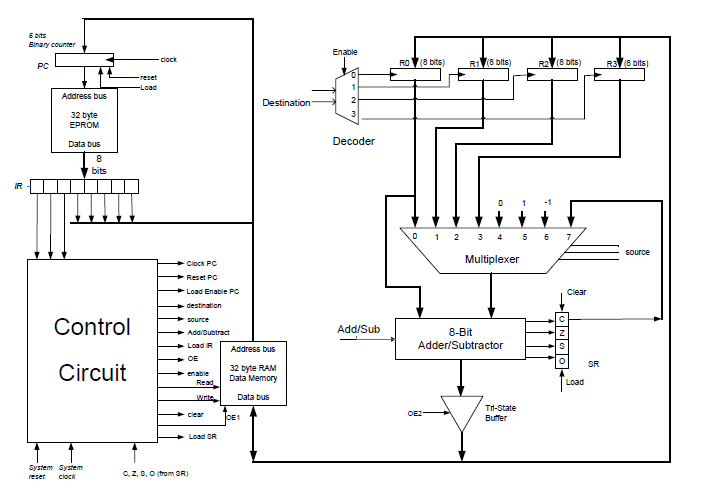 5 bits
Binary counter
PC
clock
reset
Load
Address bus
32 byte
EPROM
Data bus
8
bits
IR
Control
Circuit
Clock PC
Reset PC
Load Enable PC
destination
source
Add/Subtract
Load IR
OE
enable
Read
Write
clear
OE1
Load SR
System
reset
System
clock
C, Z, S, O (from SR)
Address bus
32 byte RAM
Data Memory
Data bus
Enable
Destination
0
1
2
3
Decoder
R0 (8 bits)
R1 (8 bits)
R2 (8 bits)
R3 (8 bits)
0 1 -1
0 1 2 3 4 5 6 7
Multiplexer
source
Clear
Add/Sub
8-Bit
Adder/Subtractor
C
Z
S
O
SR
Load
OE2
Tri-State
Buffer